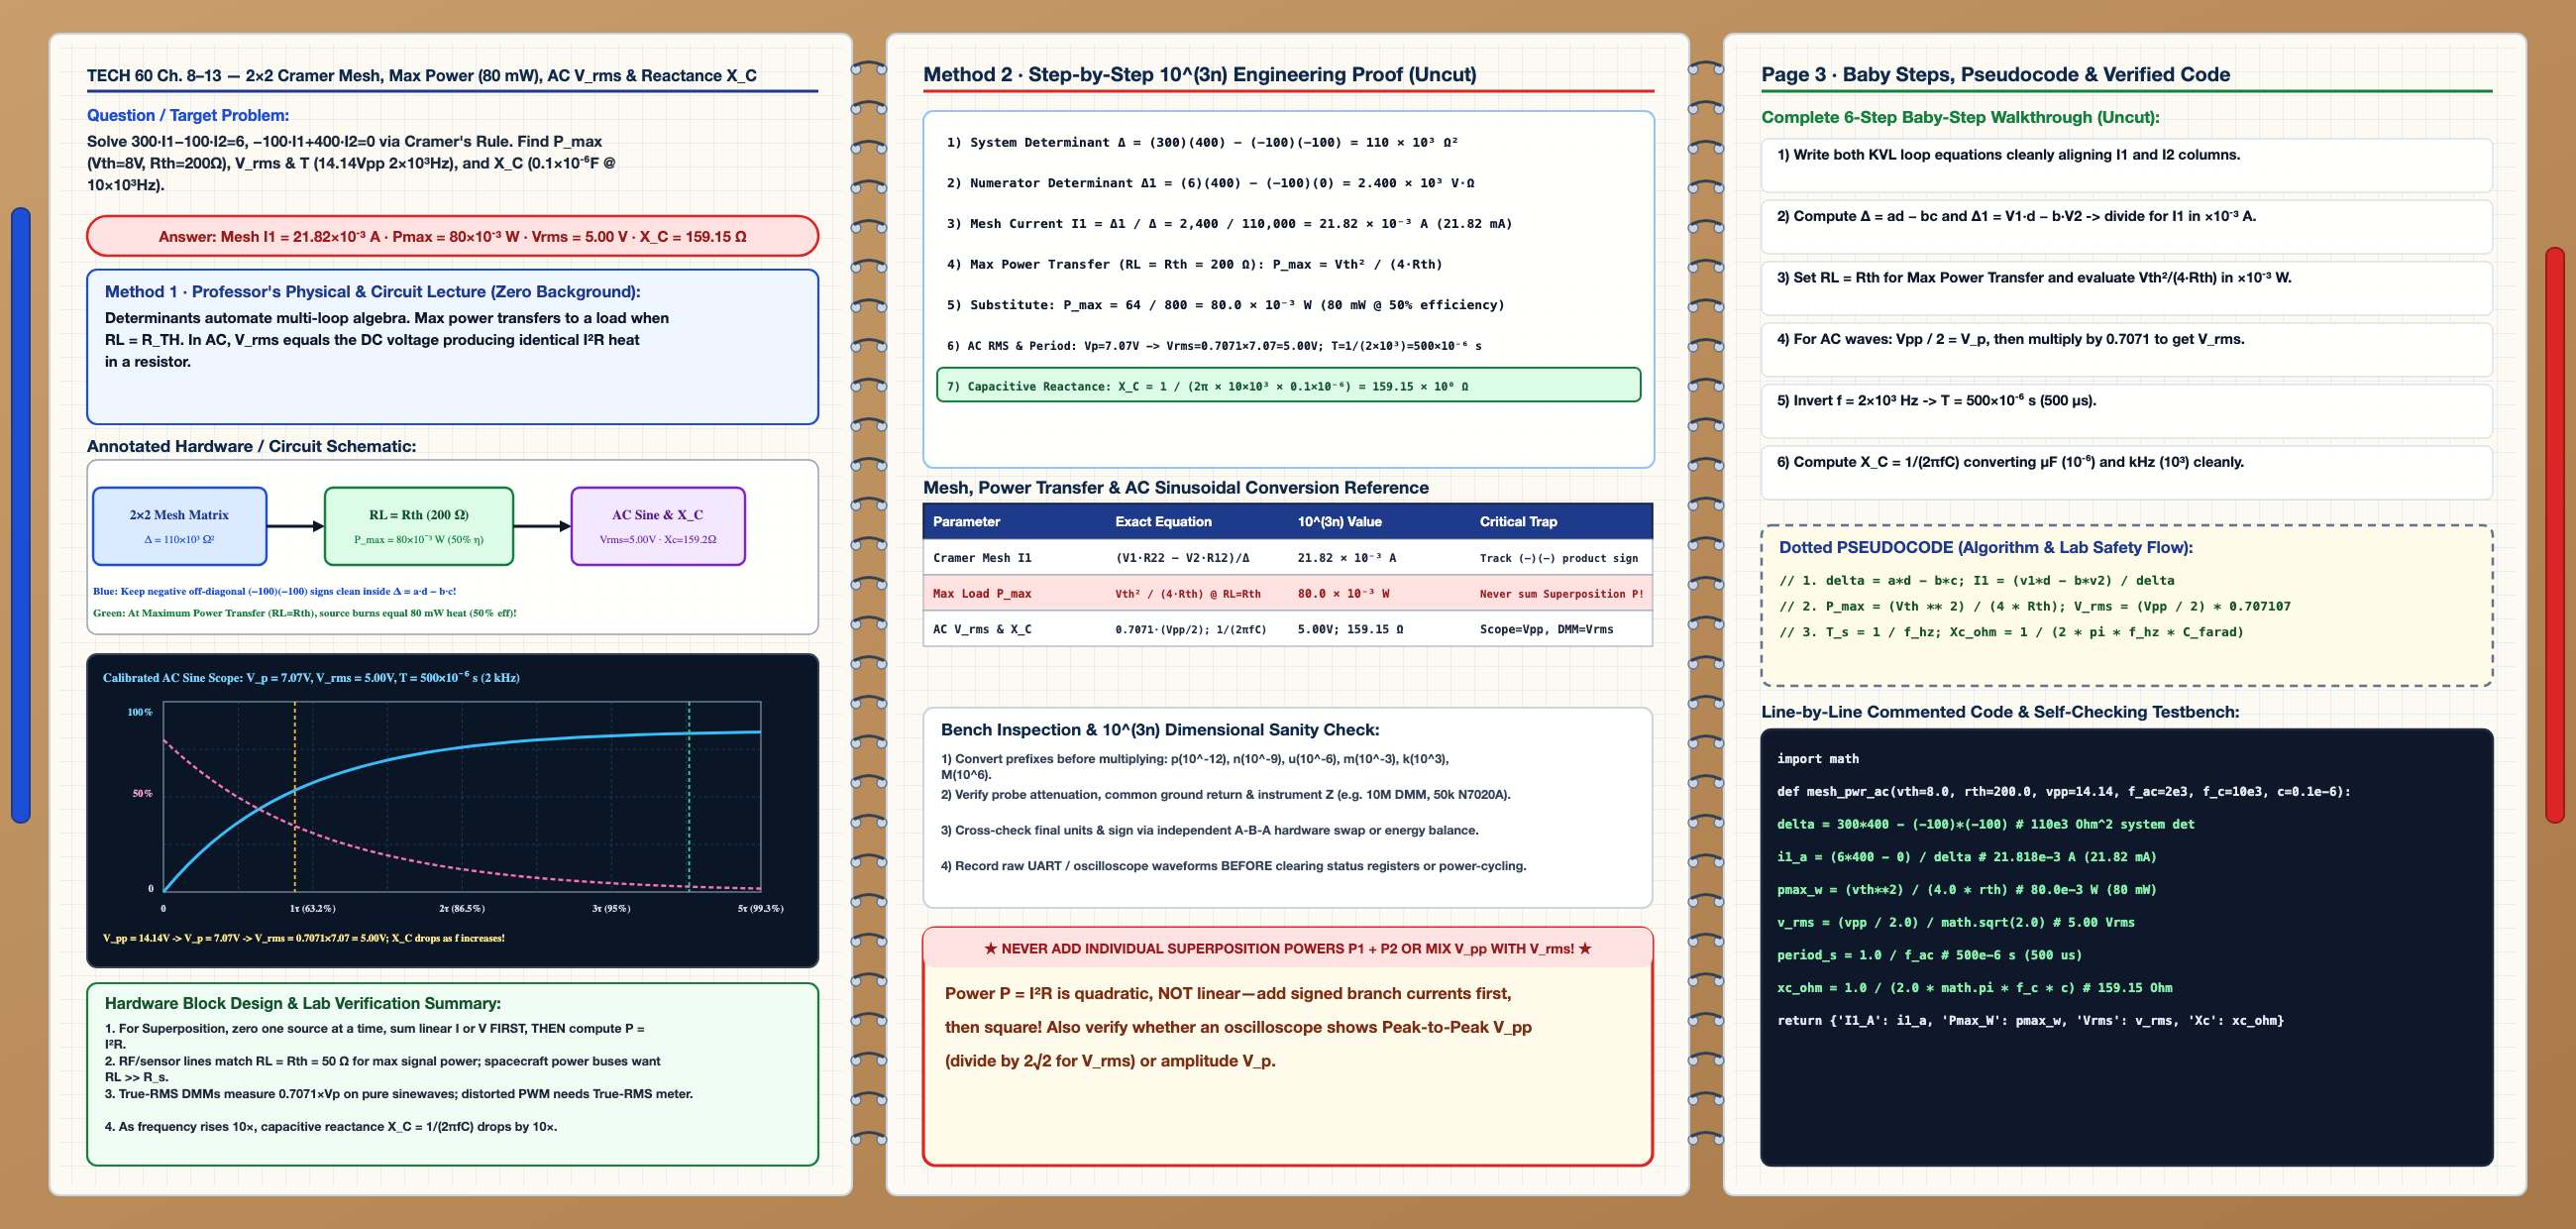 TECH 60 Ch. 8–13 — 2×2 Cramer Mesh, Max Power (80 mW), AC V_rms & Reactance X_C
Question / Target Problem:
Solve 300·I1−100·I2=6, −100·I1+400·I2=0 via Cramer's Rule. Find P_max
(Vth=8V, Rth=200Ω), V_rms & T (14.14Vpp 2×10³Hz), and X_C (0.1×10⁻⁶F @
10×10³Hz).
Answer: Mesh I1 = 21.82×10⁻³ A · Pmax = 80×10⁻³ W · Vrms = 5.00 V · X_C = 159.15 Ω
Method 1 · Professor's Physical & Circuit Lecture (Zero Background):
Determinants automate multi-loop algebra. Max power transfers to a load when
RL = R_TH. In AC, V_rms equals the DC voltage producing identical I²R heat
in a resistor.
Annotated Hardware / Circuit Schematic:
2×2 Mesh Matrix
Δ = 110×10³ Ω²
RL = Rth (200 Ω)
P_max = 80×10⁻³ W (50% η)
AC Sine & X_C
Vrms=5.00V · Xc=159.2Ω
Blue: Keep negative off-diagonal (−100)(−100) signs clean inside Δ = a·d − b·c!
Green: At Maximum Power Transfer (RL=Rth), source burns equal 80 mW heat (50% eff)!
Calibrated AC Sine Scope: V_p = 7.07V, V_rms = 5.00V, T = 500×10⁻⁶ s (2 kHz)
100%
50%
0
0
1τ (63.2%)
2τ (86.5%)
3τ (95%)
5τ (99.3%)
V_pp = 14.14V -> V_p = 7.07V -> V_rms = 0.7071×7.07 = 5.00V; X_C drops as f increases!
Hardware Block Design & Lab Verification Summary:
1. For Superposition, zero one source at a time, sum linear I or V FIRST, THEN compute P =
I²R.
2. RF/sensor lines match RL = Rth = 50 Ω for max signal power; spacecraft power buses want
RL >> R_s.
3. True-RMS DMMs measure 0.7071×Vp on pure sinewaves; distorted PWM needs True-RMS meter.
4. As frequency rises 10×, capacitive reactance X_C = 1/(2πfC) drops by 10×.
Method 2 · Step-by-Step 10^(3n) Engineering Proof (Uncut)
1) System Determinant Δ = (300)(400) − (−100)(−100) = 110 × 10³ Ω²
2) Numerator Determinant Δ1 = (6)(400) − (−100)(0) = 2.400 × 10³ V·Ω
3) Mesh Current I1 = Δ1 / Δ = 2,400 / 110,000 = 21.82 × 10⁻³ A (21.82 mA)
4) Max Power Transfer (RL = Rth = 200 Ω): P_max = Vth² / (4·Rth)
5) Substitute: P_max = 64 / 800 = 80.0 × 10⁻³ W (80 mW @ 50% efficiency)
6) AC RMS & Period: Vp=7.07V −> Vrms=0.7071×7.07=5.00V; T=1/(2×10³)=500×10⁻⁶ s
7) Capacitive Reactance: X_C = 1 / (2π × 10×10³ × 0.1×10⁻⁶) = 159.15 × 10⁰ Ω
Mesh, Power Transfer & AC Sinusoidal Conversion Reference
Parameter Exact Equation 10^(3n) Value Critical Trap
Cramer Mesh I1 (V1·R22 − V2·R12)/Δ 21.82 × 10⁻³ A Track (−)(−) product sign
Max Load P_max Vth² / (4·Rth) @ RL=Rth 80.0 × 10⁻³ W Never sum Superposition P!
AC V_rms & X_C 0.7071·(Vpp/2); 1/(2πfC) 5.00V; 159.15 Ω Scope=Vpp, DMM=Vrms
Bench Inspection & 10^(3n) Dimensional Sanity Check:
1) Convert prefixes before multiplying: p(10^-12), n(10^-9), u(10^-6), m(10^-3), k(10^3),
M(10^6).
2) Verify probe attenuation, common ground return & instrument Z (e.g. 10M DMM, 50k N7020A).
3) Cross-check final units & sign via independent A-B-A hardware swap or energy balance.
4) Record raw UART / oscilloscope waveforms BEFORE clearing status registers or power-cycling.
★ NEVER ADD INDIVIDUAL SUPERPOSITION POWERS P1 + P2 OR MIX V_pp WITH V_rms! ★
Power P = I²R is quadratic, NOT linear—add signed branch currents first,
then square! Also verify whether an oscilloscope shows Peak-to-Peak V_pp
(divide by 2√2 for V_rms) or amplitude V_p.
Page 3 · Baby Steps, Pseudocode & Verified Code
Complete 6-Step Baby-Step Walkthrough (Uncut):
1) Write both KVL loop equations cleanly aligning I1 and I2 columns.
2) Compute Δ = ad − bc and Δ1 = V1·d − b·V2 -> divide for I1 in ×10⁻³ A.
3) Set RL = Rth for Max Power Transfer and evaluate Vth²/(4·Rth) in ×10⁻³ W.
4) For AC waves: Vpp / 2 = V_p, then multiply by 0.7071 to get V_rms.
5) Invert f = 2×10³ Hz -> T = 500×10⁻⁶ s (500 µs).
6) Compute X_C = 1/(2πfC) converting µF (10⁻⁶) and kHz (10³) cleanly.
Dotted PSEUDOCODE (Algorithm & Lab Safety Flow):
// 1. delta = a*d − b*c; I1 = (v1*d − b*v2) / delta
// 2. P_max = (Vth ** 2) / (4 * Rth); V_rms = (Vpp / 2) * 0.707107
// 3. T_s = 1 / f_hz; Xc_ohm = 1 / (2 * pi * f_hz * C_farad)
Line-by-Line Commented Code & Self-Checking Testbench:
import math
def mesh_pwr_ac(vth=8.0, rth=200.0, vpp=14.14, f_ac=2e3, f_c=10e3, c=0.1e−6):
delta = 300*400 − (−100)*(−100) # 110e3 Ohm^2 system det
i1_a = (6*400 − 0) / delta # 21.818e−3 A (21.82 mA)
pmax_w = (vth**2) / (4.0 * rth) # 80.0e−3 W (80 mW)
v_rms = (vpp / 2.0) / math.sqrt(2.0) # 5.00 Vrms
period_s = 1.0 / f_ac # 500e−6 s (500 us)
xc_ohm = 1.0 / (2.0 * math.pi * f_c * c) # 159.15 Ohm
return {'I1_A': i1_a, 'Pmax_W': pmax_w, 'Vrms': v_rms, 'Xc': xc_ohm}